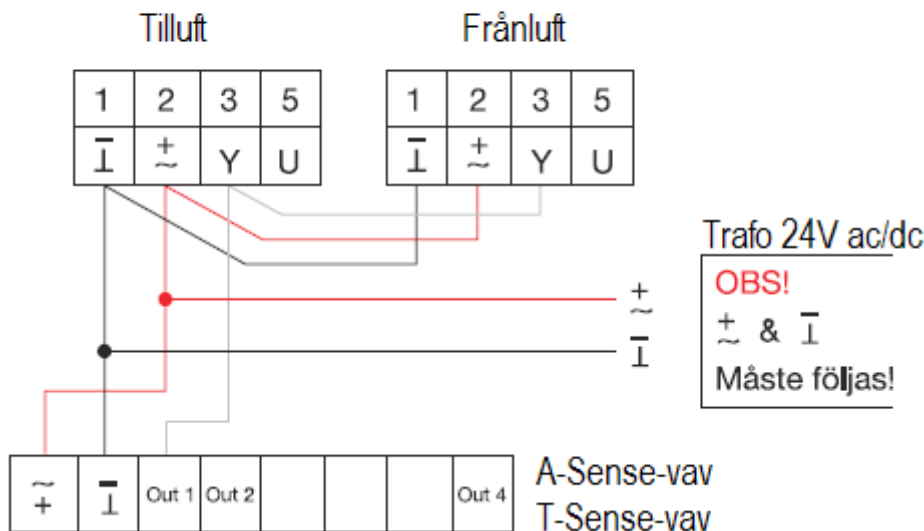 Tilluft Frånluft
1 2 3 5 1 2 3 5
⊥ ± ~ Y U ⊥ ± ~ Y U
Trafo 24V ac/dc
OBS!
+
~ & ⊥
Måste följas!
+
~
⊥
~
+ ⊥ Out 1 Out 2 Out 4
A-Sense-vav
T-Sense-vav